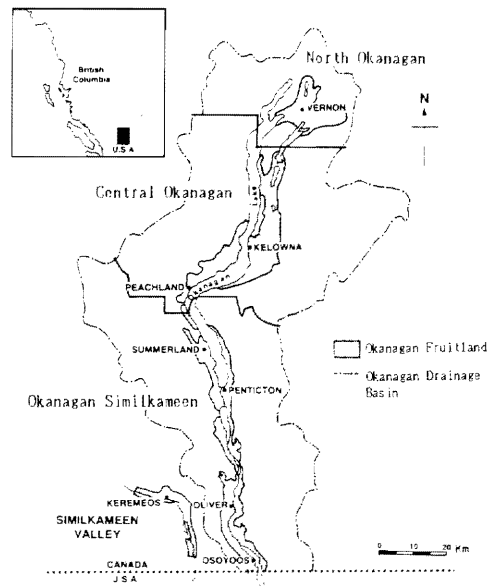 British
Columbia
U.S.A
North Okanagan
VERNON
N
Central Okanagan
KELOWNA
PEACHLAND
Okanagan
SUMMERLAND
Okanagan Fruitland
Okanagan Drainage
Basin
PENTICTON
Okanagan Similkameen
KEREMEOS
OLIVER
SIMILKAMEEN
VALLEY
OSOYOOS
0 10 20 Km
CANADA
U.S.A